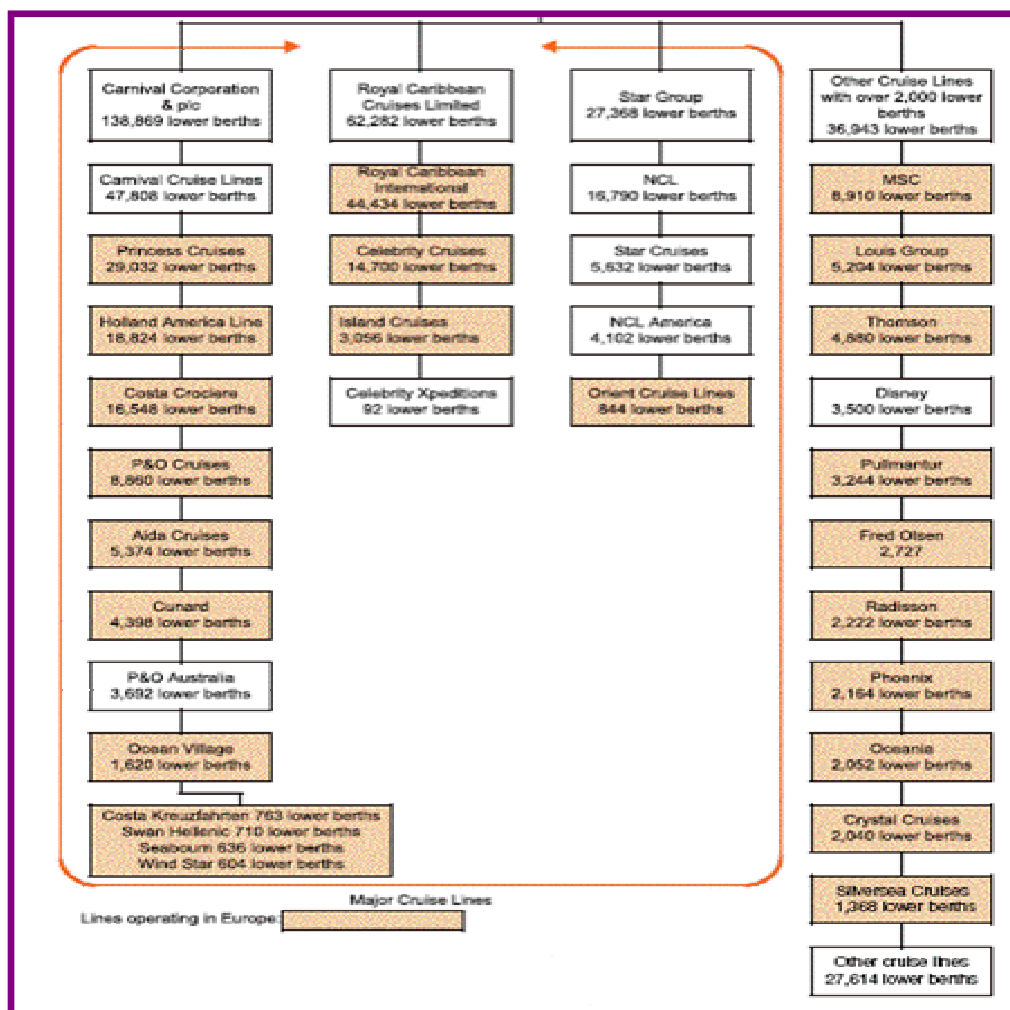 Carnival Corporation
& plc
138,869 lower berths
Carnival Cruise Lines
47,808 lower berths
Princess Cruises
29,032 lower berths
Holland America Line
18,824 lower berths
Costa Crociere
16,548 lower berths
P&O Cruises
8,860 lower berths
Aida Cruises
5,374 lower berths
Cunard
4,398 lower berths
P&O Australia
3,692 lower berths
Ocean Village
1,620 lower berths
Costa Kreuzfahrten 763 lower berths
Swan Hellenic 710 lower berths
Seabourn 636 lower berths
Wind Star 604 lower berths
Royal Caribbean
Cruises Limited
62,282 lower berths
Royal Caribbean
International
44,434 lower berths
Celebrity Cruises
14,700 lower berths
Island Cruises
3,056 lower berths
Celebrity Xpeditions
92 lower berths
Star Group
27,368 lower berths
NCL
16,790 lower berths
Star Cruises
5,632 lower berths
NCL America
4,102 lower berths
Orient Cruise Lines
844 lower berths
Other Cruise Lines
with over 2,000 lower
berths
36,943 lower berths
MSC
8,910 lower berths
Louis Group
5,204 lower berths
Thomson
4,880 lower berths
Disney
3,500 lower berths
Pullmantur
3,244 lower berths
Fred Olsen
2,727
Radisson
2,222 lower berths
Phoenix
2,164 lower berths
Oceania
2,052 lower berths
Crystal Cruises
2,040 lower berths
Silversea Cruises
1,368 lower berths
Other cruise lines
27,614 lower berths
Major Cruise Lines
Lines operating in Europe: